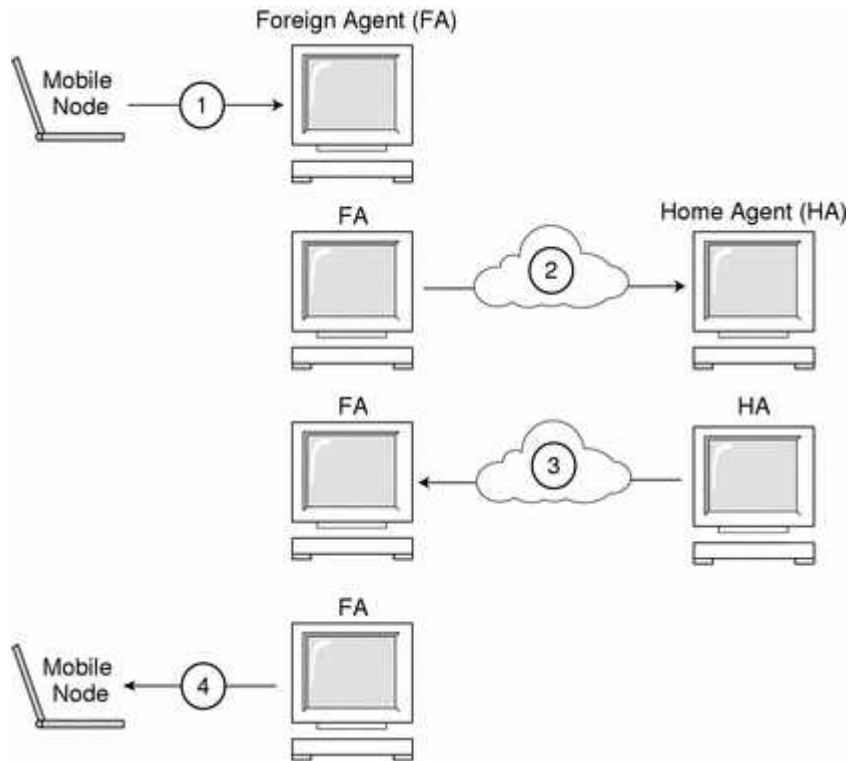 Foreign Agent (FA)
Mobile
Node
1
FA
Home Agent (HA)
2
FA
HA
3
FA
Mobile
Node
4